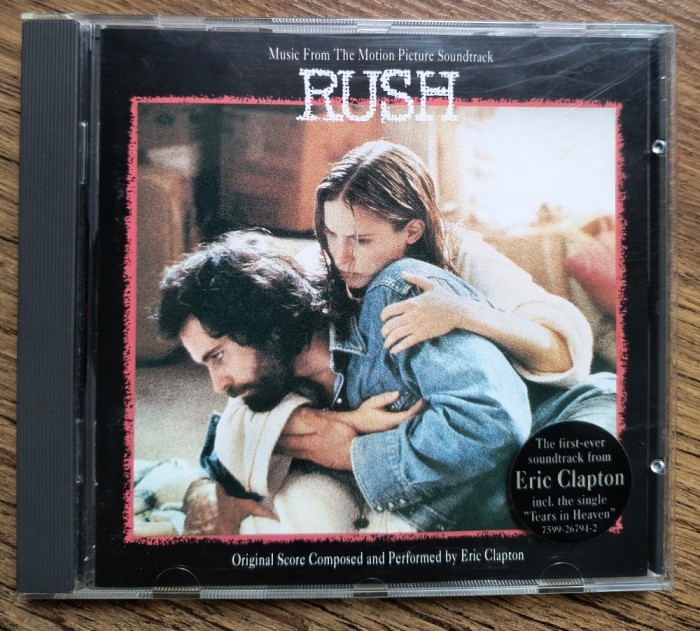 Music From The Motion Picture Soundtrack
RUSH
The first-ever
soundtrack from
Eric Clapton
incl. the single
"Tears in Heaven"
7599-26794-2
Original Score Composed and Performed by Eric Clapton